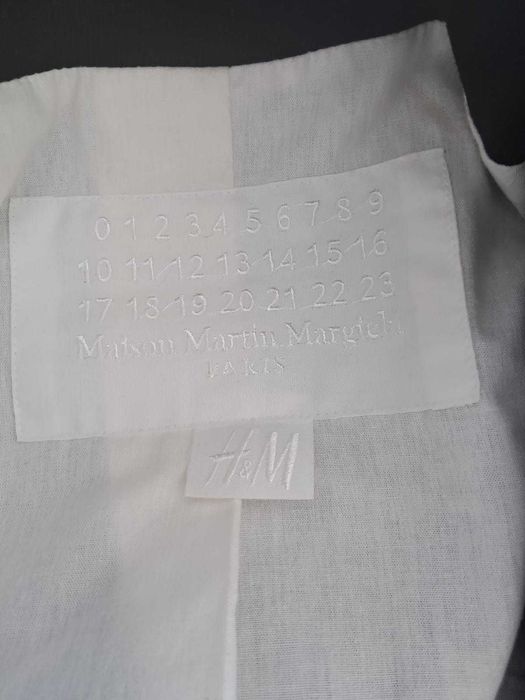 0 1 2 3 4 5 6 7 8 9
10 11 12 13 14 15 16
17 18 19 20 21 22 23
Maison Martin Margiela
PARIS
H&M